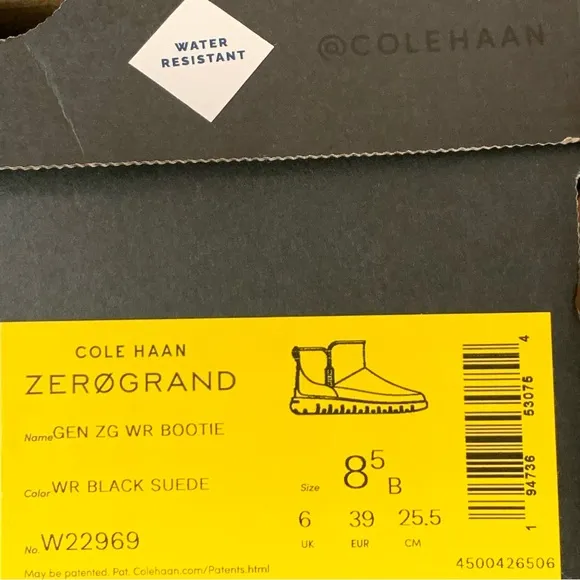 WATER
RESISTANT
@COLEHAAN
COLE HAAN
ZERØGRAND
Name GEN ZG WR BOOTIE
Color WR BLACK SUEDE
No. W22969
May be patented. Pat. Colehaan.com/Patents.html
Size 8⁵ B
6 39 25.5
UK EUR CM
1 94736 53075 4
4500426506